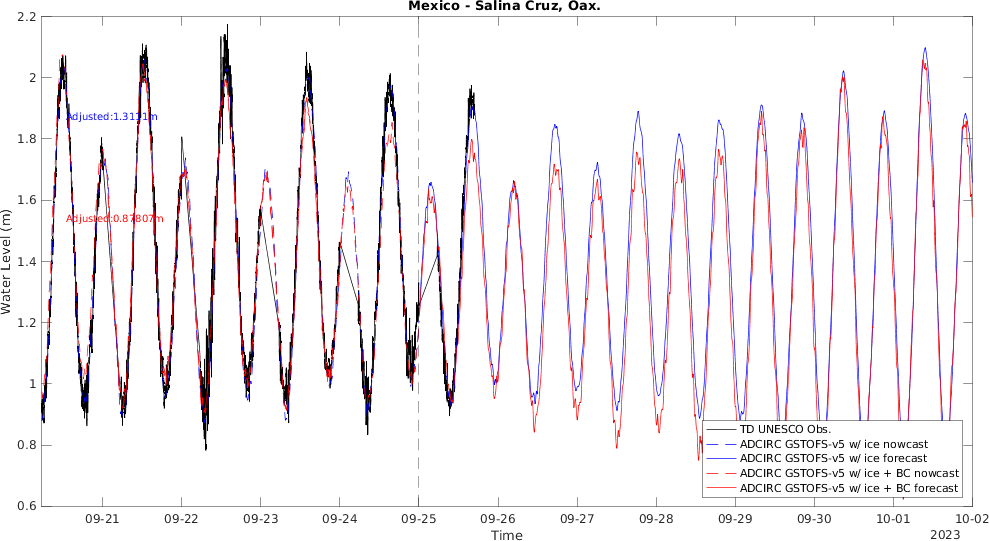 Mexico - Salina Cruz, Oax.
2.2
2
1.8
1.6
1.4
1.2
1
0.8
0.6
Water Level (m)
Adjusted:1.3111m
Adjusted:0.87807m
TD UNESCO Obs.
ADCIRC GSTOFS-v5 w/ ice nowcast
ADCIRC GSTOFS-v5 w/ ice forecast
ADCIRC GSTOFS-v5 w/ ice + BC nowcast
ADCIRC GSTOFS-v5 w/ ice + BC forecast
09-21 09-22 09-23 09-24 09-25 09-26 09-27 09-28 09-29 09-30 10-01 10-02
Time
2023